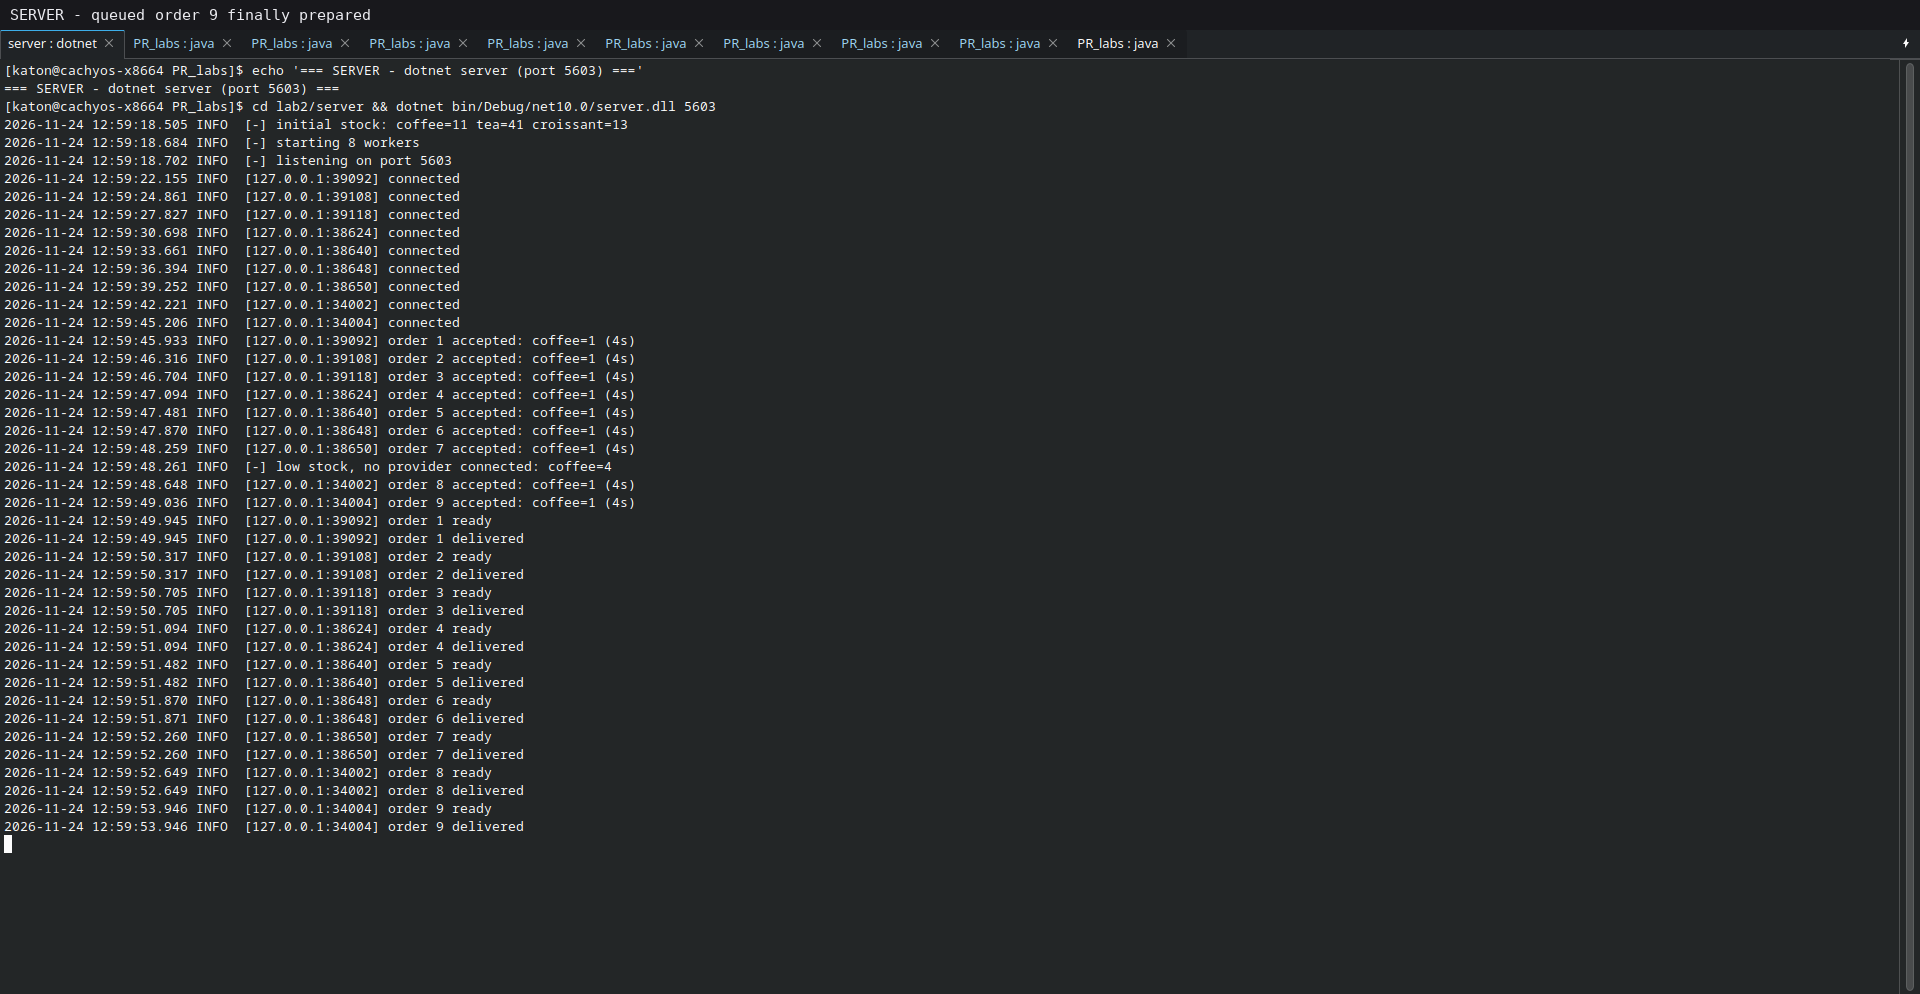 SERVER - queued order 9 finally prepared
server : dotnet PR_labs : java PR_labs : java PR_labs : java PR_labs : java PR_labs : java PR_labs : java PR_labs : java PR_labs : java PR_labs : java
[katon@cachyos-x8664 PR_labs]$ echo '=== SERVER - dotnet server (port 5603) ==='
=== SERVER - dotnet server (port 5603) ===
[katon@cachyos-x8664 PR_labs]$ cd lab2/server && dotnet bin/Debug/net10.0/server.dll 5603
2026-11-24 12:59:18.505 INFO  [-] initial stock: coffee=11 tea=41 croissant=13
2026-11-24 12:59:18.684 INFO  [-] starting 8 workers
2026-11-24 12:59:18.702 INFO  [-] listening on port 5603
2026-11-24 12:59:22.155 INFO  [127.0.0.1:39092] connected
2026-11-24 12:59:24.861 INFO  [127.0.0.1:39108] connected
2026-11-24 12:59:27.827 INFO  [127.0.0.1:39118] connected
2026-11-24 12:59:30.698 INFO  [127.0.0.1:38624] connected
2026-11-24 12:59:33.661 INFO  [127.0.0.1:38640] connected
2026-11-24 12:59:36.394 INFO  [127.0.0.1:38648] connected
2026-11-24 12:59:39.252 INFO  [127.0.0.1:38650] connected
2026-11-24 12:59:42.221 INFO  [127.0.0.1:34002] connected
2026-11-24 12:59:45.206 INFO  [127.0.0.1:34004] connected
2026-11-24 12:59:45.933 INFO  [127.0.0.1:39092] order 1 accepted: coffee=1 (4s)
2026-11-24 12:59:46.316 INFO  [127.0.0.1:39108] order 2 accepted: coffee=1 (4s)
2026-11-24 12:59:46.704 INFO  [127.0.0.1:39118] order 3 accepted: coffee=1 (4s)
2026-11-24 12:59:47.094 INFO  [127.0.0.1:38624] order 4 accepted: coffee=1 (4s)
2026-11-24 12:59:47.481 INFO  [127.0.0.1:38640] order 5 accepted: coffee=1 (4s)
2026-11-24 12:59:47.870 INFO  [127.0.0.1:38648] order 6 accepted: coffee=1 (4s)
2026-11-24 12:59:48.259 INFO  [127.0.0.1:38650] order 7 accepted: coffee=1 (4s)
2026-11-24 12:59:48.261 INFO  [-] low stock, no provider connected: coffee=4
2026-11-24 12:59:48.648 INFO  [127.0.0.1:34002] order 8 accepted: coffee=1 (4s)
2026-11-24 12:59:49.036 INFO  [127.0.0.1:34004] order 9 accepted: coffee=1 (4s)
2026-11-24 12:59:49.945 INFO  [127.0.0.1:39092] order 1 ready
2026-11-24 12:59:49.945 INFO  [127.0.0.1:39092] order 1 delivered
2026-11-24 12:59:50.317 INFO  [127.0.0.1:39108] order 2 ready
2026-11-24 12:59:50.317 INFO  [127.0.0.1:39108] order 2 delivered
2026-11-24 12:59:50.705 INFO  [127.0.0.1:39118] order 3 ready
2026-11-24 12:59:50.705 INFO  [127.0.0.1:39118] order 3 delivered
2026-11-24 12:59:51.094 INFO  [127.0.0.1:38624] order 4 ready
2026-11-24 12:59:51.094 INFO  [127.0.0.1:38624] order 4 delivered
2026-11-24 12:59:51.482 INFO  [127.0.0.1:38640] order 5 ready
2026-11-24 12:59:51.482 INFO  [127.0.0.1:38640] order 5 delivered
2026-11-24 12:59:51.870 INFO  [127.0.0.1:38648] order 6 ready
2026-11-24 12:59:51.871 INFO  [127.0.0.1:38648] order 6 delivered
2026-11-24 12:59:52.260 INFO  [127.0.0.1:38650] order 7 ready
2026-11-24 12:59:52.260 INFO  [127.0.0.1:38650] order 7 delivered
2026-11-24 12:59:52.649 INFO  [127.0.0.1:34002] order 8 ready
2026-11-24 12:59:52.649 INFO  [127.0.0.1:34002] order 8 delivered
2026-11-24 12:59:53.946 INFO  [127.0.0.1:34004] order 9 ready
2026-11-24 12:59:53.946 INFO  [127.0.0.1:34004] order 9 delivered